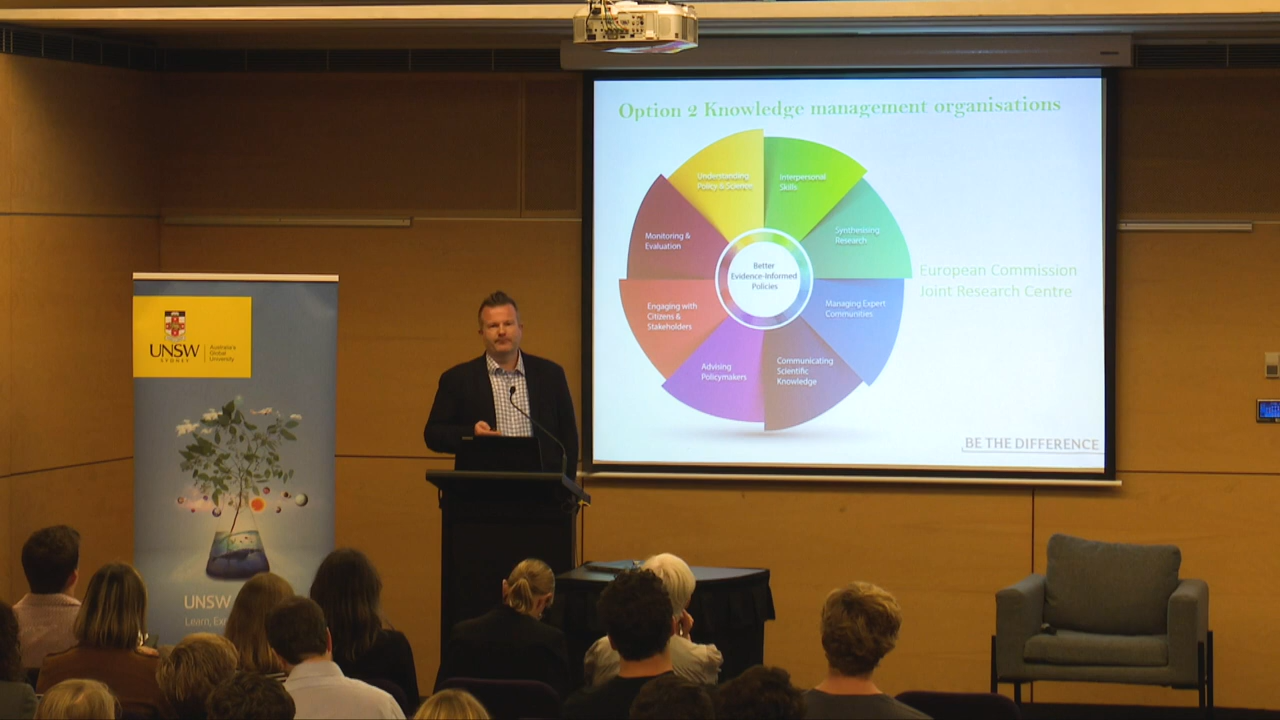 Option 2 Knowledge management organisations
Understanding
Policy & Science
Interpersonal
Skills
Monitoring &
Evaluation
Synthesising
Research
Better
Evidence-Informed
Policies
European Commission
Joint Research Centre
Engaging with
Citizens &
Stakeholders
Managing Expert
Communities
Advising
Policymakers
Communicating
Scientific
Knowledge
BE THE DIFFERENCE
UNSW
SYDNEY
Australia's
Global
University
UNSW
Learn,